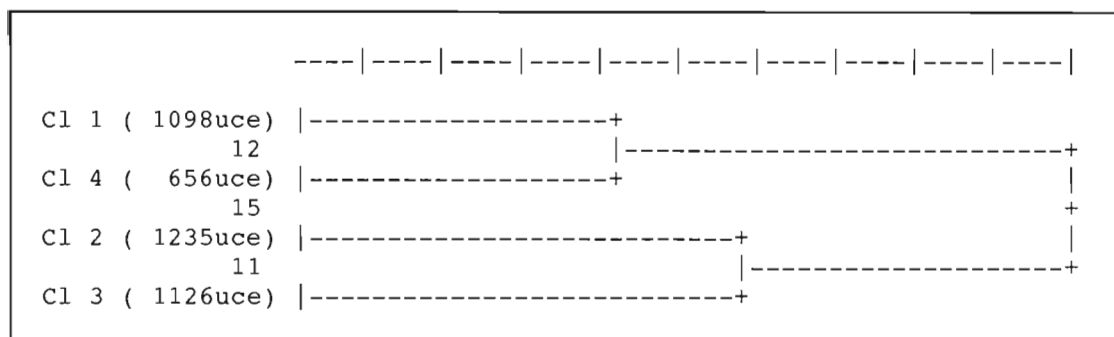 ----|----|----|----|----|----|----|----|----|----|
Cl 1 ( 1098uce) |-------------------+
12 |----------------------------+
Cl 4 ( 656uce) |-------------------+ |
15 +
Cl 2 ( 1235uce) |---------------------------+ |
11 |--------------------+
Cl 3 ( 1126uce) |---------------------------+